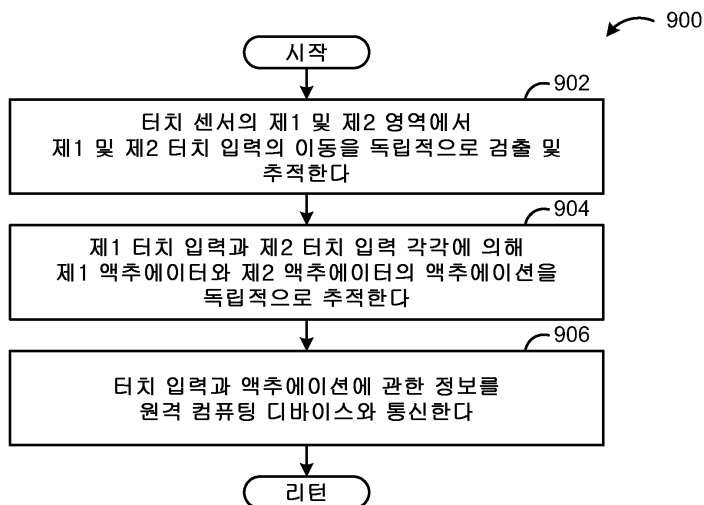 900
시작
902
터치 센서의 제1 및 제2 영역에서
제1 및 제2 터치 입력의 이동을 독립적으로 검출 및
추적한다
904
제1 터치 입력과 제2 터치 입력 각각에 의해
제1 액추에이터와 제2 액추에이터의 액추에이션을
독립적으로 추적한다
906
터치 입력과 액추에이션에 관한 정보를
원격 컴퓨팅 디바이스와 통신한다
리턴